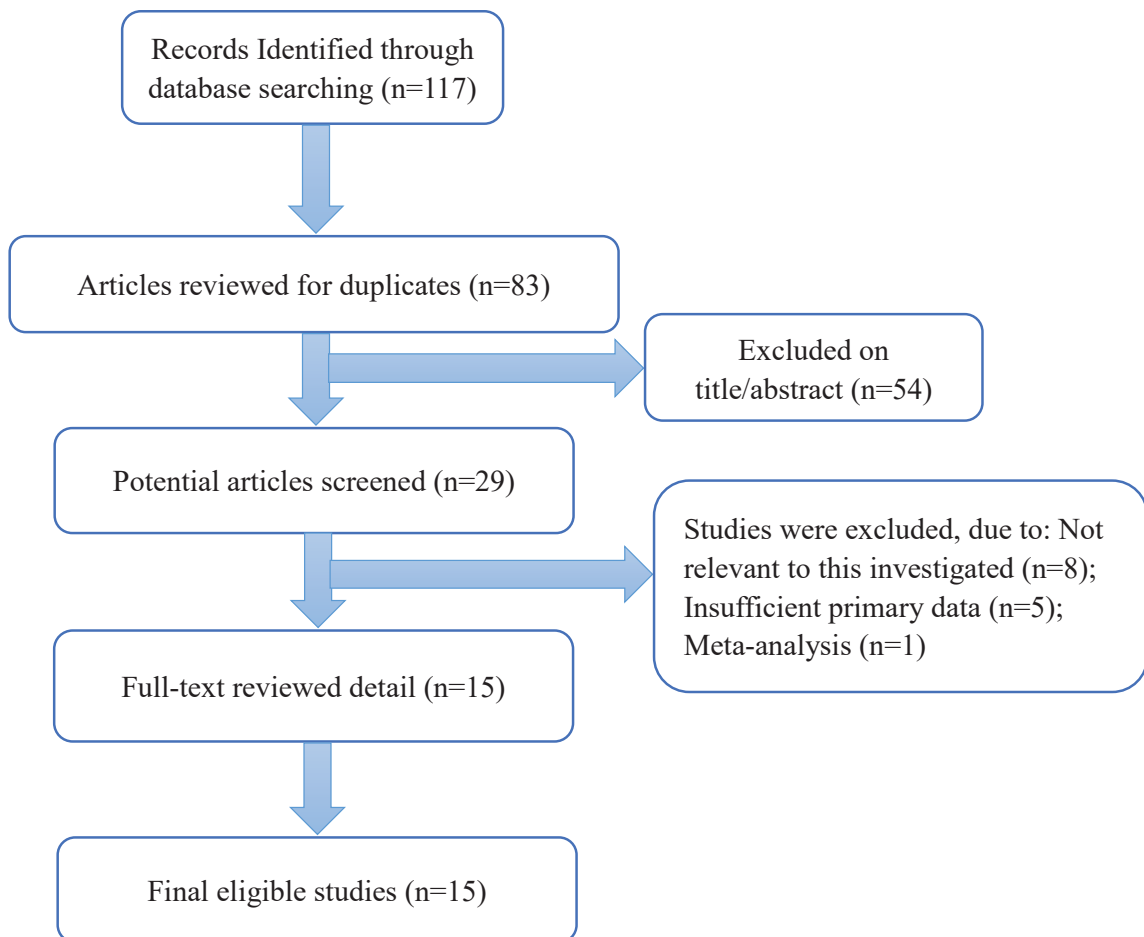 Records Identified through
database searching (n=117)
Articles reviewed for duplicates (n=83)
Excluded on
title/abstract (n=54)
Potential articles screened (n=29)
Studies were excluded, due to: Not
relevant to this investigated (n=8);
Insufficient primary data (n=5);
Meta-analysis (n=1)
Full-text reviewed detail (n=15)
Final eligible studies (n=15)